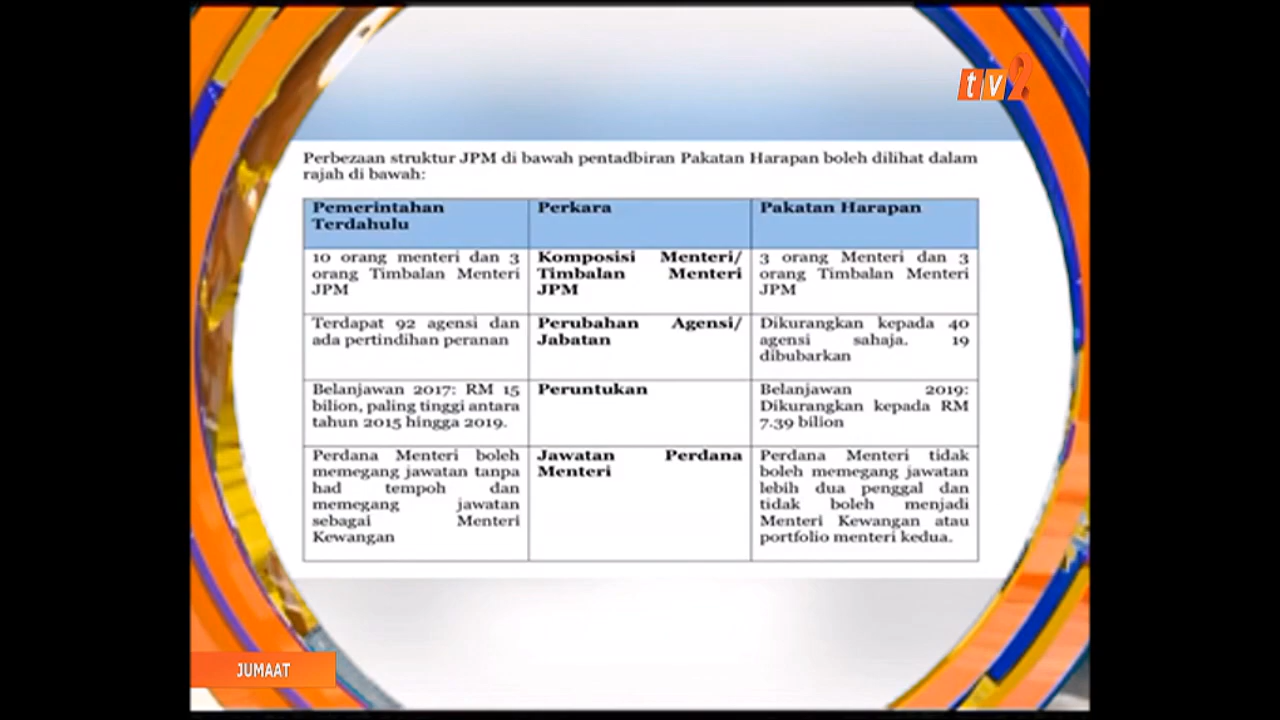 tv2
Perbezaan struktur JPM di bawah pentadbiran Pakatan Harapan boleh dilihat dalam
rajah di bawah:
Pemerintahan
Terdahulu
Perkara
Pakatan Harapan
10 orang menteri dan 3
orang Timbalan Menteri
JPM
Komposisi Menteri/
Timbalan Menteri
JPM
3 orang Menteri dan 3
orang Timbalan Menteri
JPM
Terdapat 92 agensi dan
ada pertindihan peranan
Perubahan Agensi/
Jabatan
Dikurangkan kepada 40
agensi sahaja. 19
dibubarkan
Belanjawan 2017: RM 15
bilion, paling tinggi antara
tahun 2015 hingga 2019.
Peruntukan
Belanjawan 2019:
Dikurangkan kepada RM
7.39 bilion
Perdana Menteri boleh
memegang jawatan tanpa
had tempoh dan
memegang jawatan
sebagai Menteri
Kewangan
Jawatan Perdana
Menteri
Perdana Menteri tidak
boleh memegang jawatan
lebih dua penggal dan
tidak boleh menjadi
Menteri Kewangan atau
portfolio menteri kedua.
JUMAAT